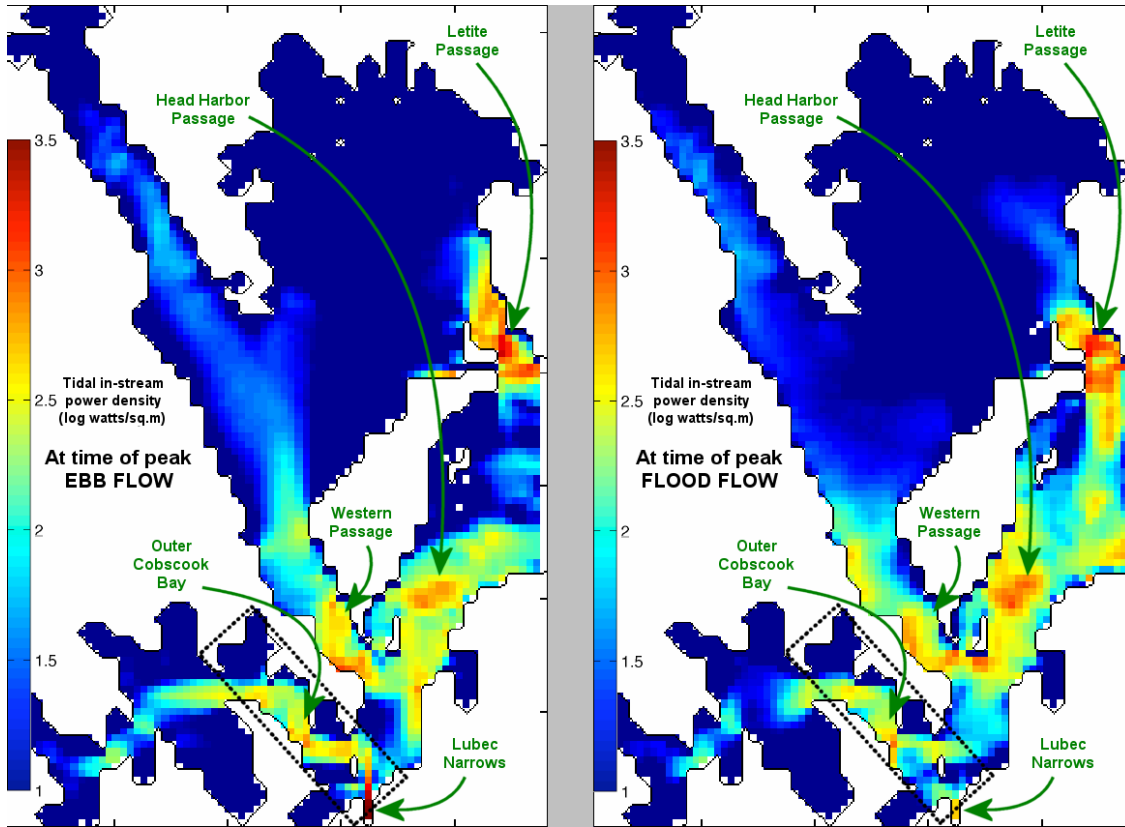 Letite
Passage
Head Harbor
Passage
3.5
3
2.5
2
1.5
1
Tidal in-stream
power density
(log watts/sq.m)
At time of peak
EBB FLOW
Western
Passage
Outer
Cobscook
Bay
Lubec
Narrows
Letite
Passage
Head Harbor
Passage
3.5
3
2.5
2
1.5
1
Tidal in-stream
power density
(log watts/sq.m)
At time of peak
FLOOD FLOW
Western
Passage
Outer
Cobscook
Bay
Lubec
Narrows